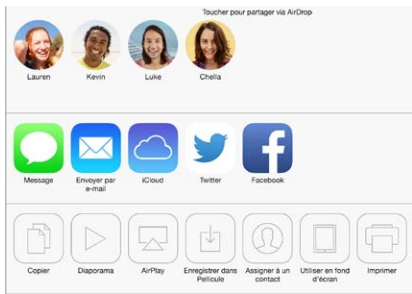 Toucher pour partager via AirDrop
Lauren Kevin Luke Chella
Message Envoyer par e-mail iCloud Twitter Facebook
Copier Diaporama AirPlay Enregistrer dans Pellicule Assigner à un contact Utiliser en fond d'écran Imprimer